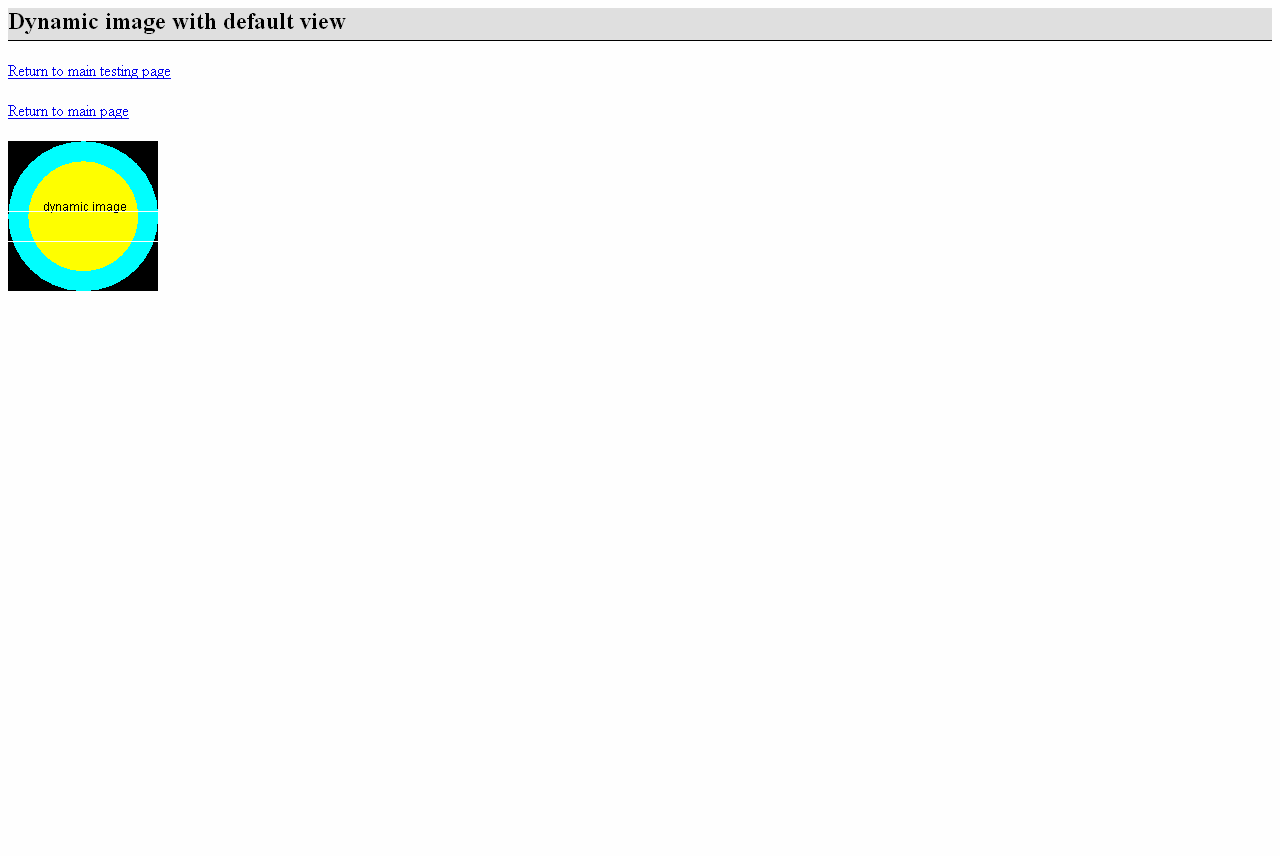 Dynamic image with default view
Return to main testing page
Return to main page
dynamic image